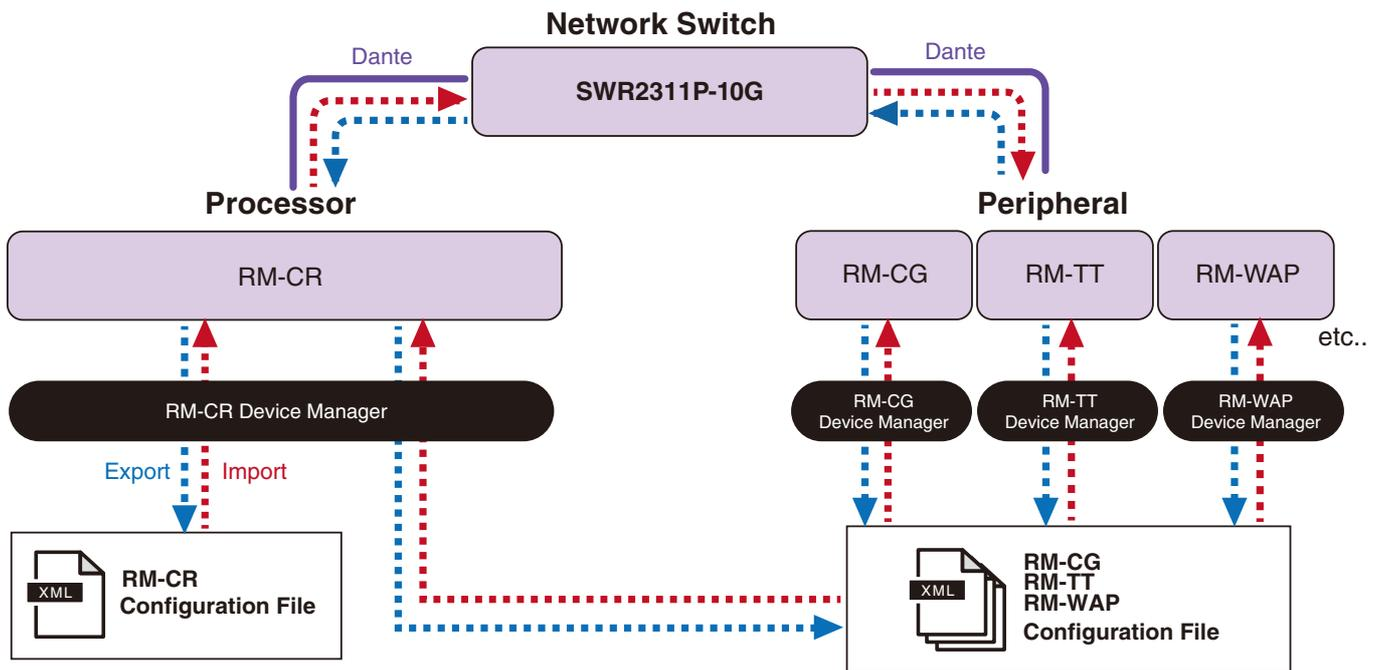 Network Switch
Dante
Dante
SWR2311P-10G
Processor
Peripheral
RM-CR
RM-CG
RM-TT
RM-WAP
etc..
RM-CR Device Manager
RM-CG
Device Manager
RM-TT
Device Manager
RM-WAP
Device Manager
Export
Import
XML
RM-CR
Configuration File
XML
RM-CG
RM-TT
RM-WAP
Configuration File